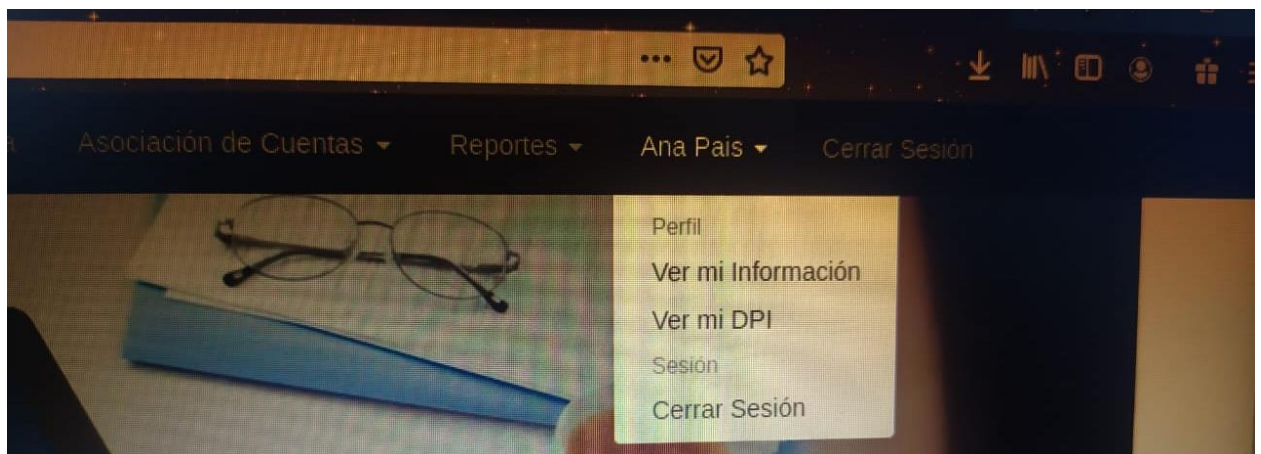 Asociación de Cuentas
Reportes
Ana Pais
Cerrar Sesión
Perfil
Ver mi Información
Ver mi DPI
Sesión
Cerrar Sesión